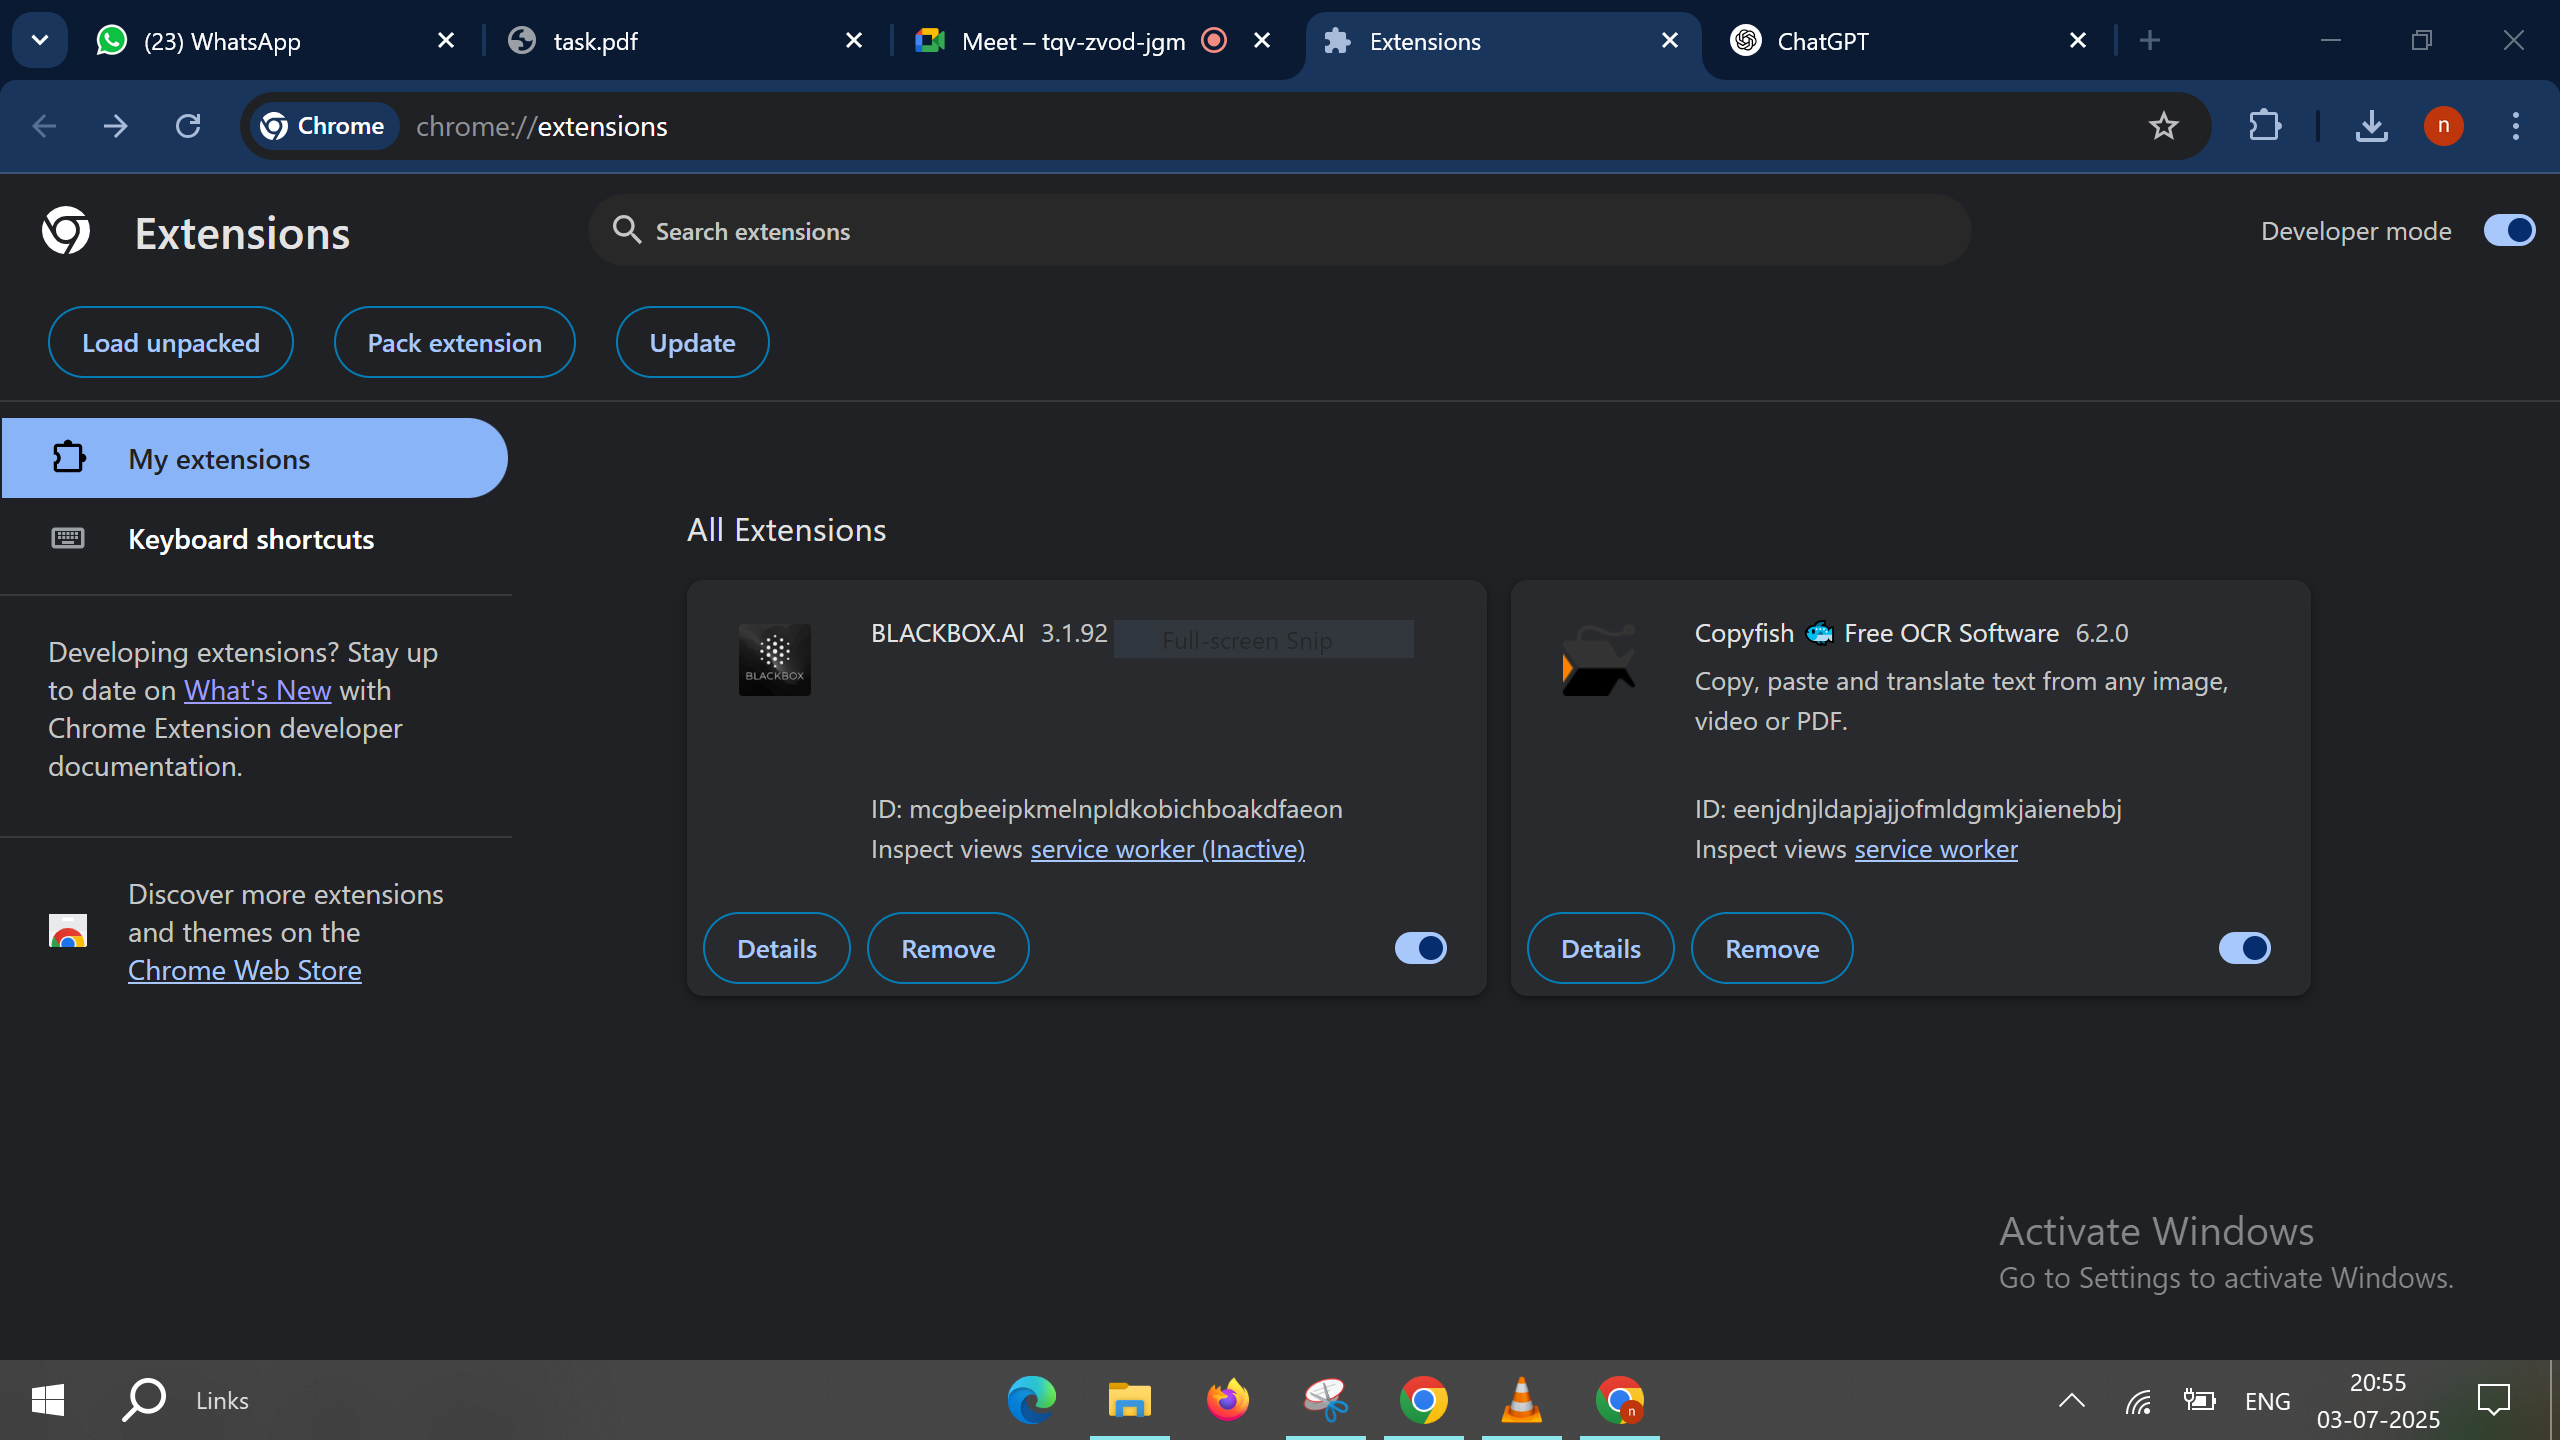 (23) WhatsApp
task.pdf
Meet – tqv-zvod-jgm
Extensions
ChatGPT
Chrome
chrome://extensions
n
Extensions
Search extensions
Developer mode
Load unpacked
Pack extension
Update
My extensions
Keyboard shortcuts
Developing extensions? Stay up
to date on What's New with
Chrome Extension developer
documentation.
Discover more extensions
and themes on the
Chrome Web Store
All Extensions
BLACKBOX
BLACKBOX.AI 3.1.92
Full-screen Snip
ID: mcgbeeipkmelnpldkobichboakdfaeon
Inspect views service worker (Inactive)
Details
Remove
Copyfish 🐟 Free OCR Software 6.2.0
Copy, paste and translate text from any image,
video or PDF.
ID: eenjdnjldapjajjofmldgmkjaienebbj
Inspect views service worker
Details
Remove
Activate Windows
Go to Settings to activate Windows.
Links
n
ENG
20:55
03-07-2025